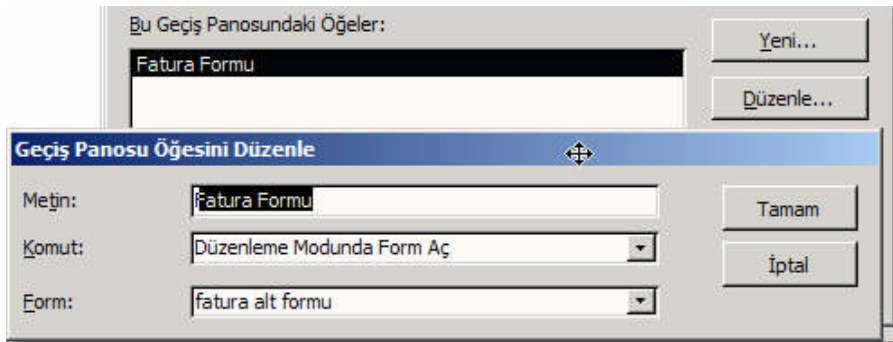 Bu Geçiş Panosundaki Öğeler:
Yeni...
Fatura Formu
Düzenle...
Geçiş Panosu Öğesini Düzenle
Metin:
Fatura Formu
Tamam
Komut:
Düzenleme Modunda Form Aç
İptal
Form:
fatura alt formu